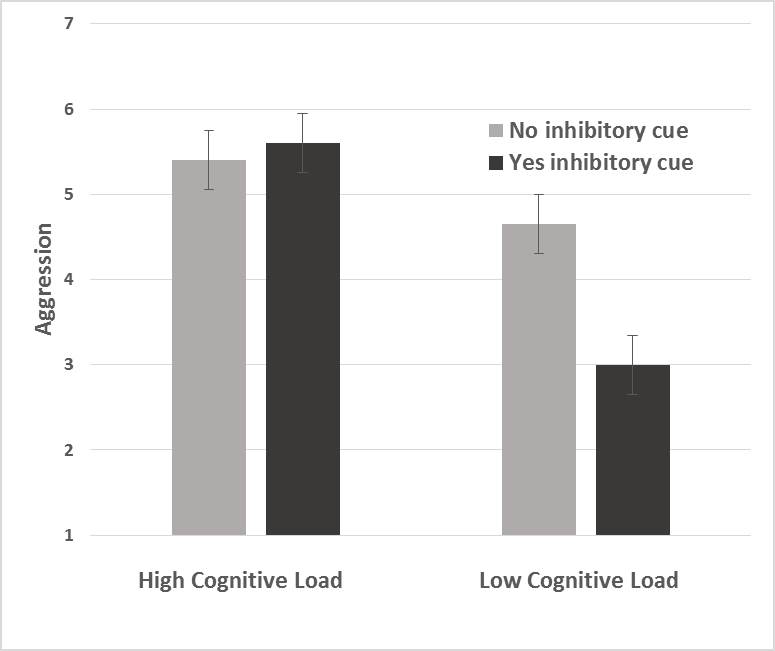 7
6
No inhibitory cue
Yes inhibitory cue
5
4
Aggression
3
2
1
High Cognitive Load
Low Cognitive Load